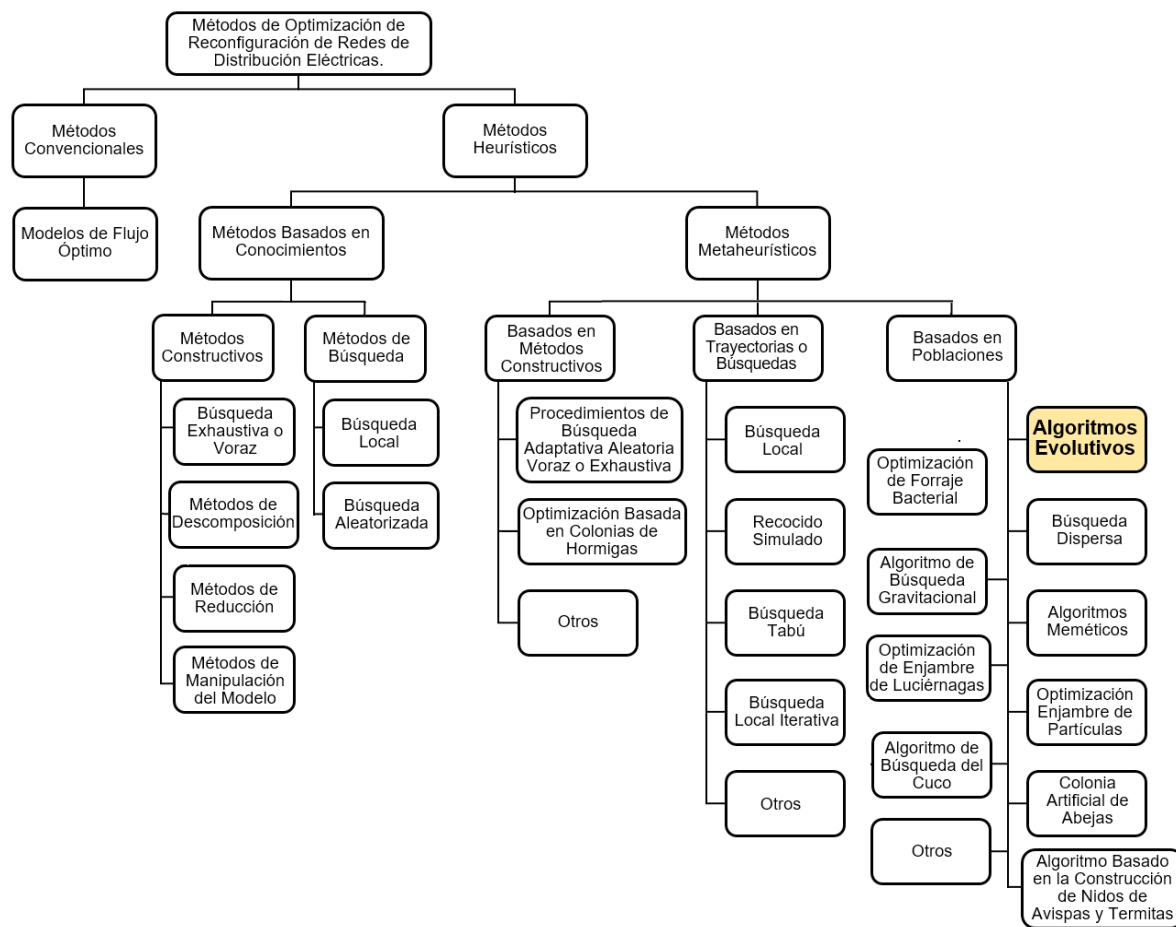 Métodos de Optimización de
Reconfiguración de Redes de
Distribución Eléctricas.
Métodos
Convencionales
Métodos
Heurísticos
Modelos de Flujo
Óptimo
Métodos Basados en
Conocimientos
Métodos
Metaheurísticos
Métodos
Constructivos
Métodos de
Búsqueda
Basados en
Métodos
Constructivos
Basados en
Trayectorias o
Búsquedas
Basados en
Poblaciones
Búsqueda
Exhaustiva o
Voraz
Métodos de
Descomposición
Métodos de
Reducción
Métodos de
Manipulación
del Modelo
Búsqueda
Local
Búsqueda
Aleatorizada
Procedimientos de
Búsqueda
Adaptativa Aleatoria
Voraz o Exhaustiva
Optimización Basada
en Colonias de
Hormigas
Otros
Búsqueda
Local
Recocido
Simulado
Búsqueda
Tabú
Búsqueda
Local Iterativa
Otros
Optimización
de Forraje
Bacterial
Algoritmo de
Búsqueda
Gravitacional
Optimización
de Enjambre
de Luciérnagas
Algoritmo de
Búsqueda del
Cuco
Otros
Algoritmos
Evolutivos
Búsqueda
Dispersa
Algoritmos
Meméticos
Optimización
Enjambre de
Partículas
Colonia
Artificial de
Abejas
Algoritmo Basado
en la Construcción
de Nidos de
Avispas y Termitas